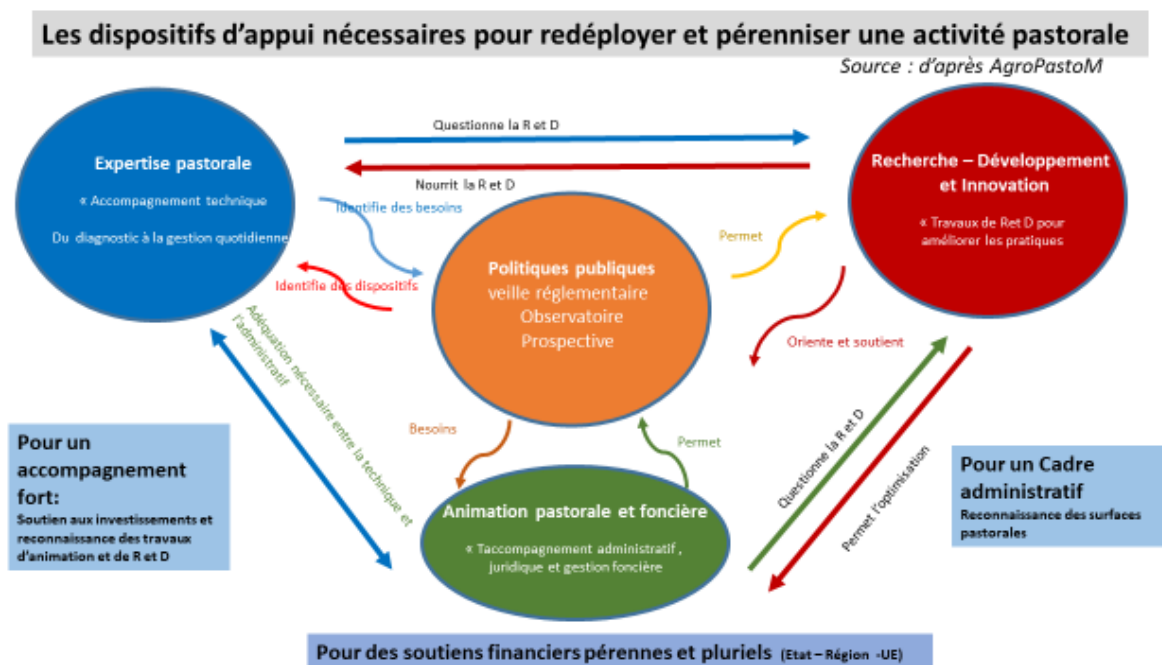 Les dispositifs d'appui nécessaires pour redéployer et pérenniser une activité pastorale
Source : d'après AgroPastoM
Questionne la R et D
Nourrit la R et D
Expertise pastorale
« Accompagnement technique
Du diagnostic à la gestion quotidienne
Recherche – Développement
et Innovation
« Travaux de Ret D pour
améliorer les pratiques
Identifie des besoins
Identifie des dispositifs
Politiques publiques
veille réglementaire
Observatoire
Prospective
Permet
Oriente et soutient
Adéquation nécessaire entre la technique et
l'administratif
Besoins
Permet
Questionne la R et D
Permet l'optimisation
Animation pastorale et foncière
« Taccompagnement administratif ,
juridique et gestion foncière
Pour un
accompagnement
fort:
Soutien aux investissements et
reconnaissance des travaux
d'animation et de R et D
Pour un Cadre
administratif
Reconnaissance des surfaces
pastorales
Pour des soutiens financiers pérennes et pluriels (Etat – Région -UE)